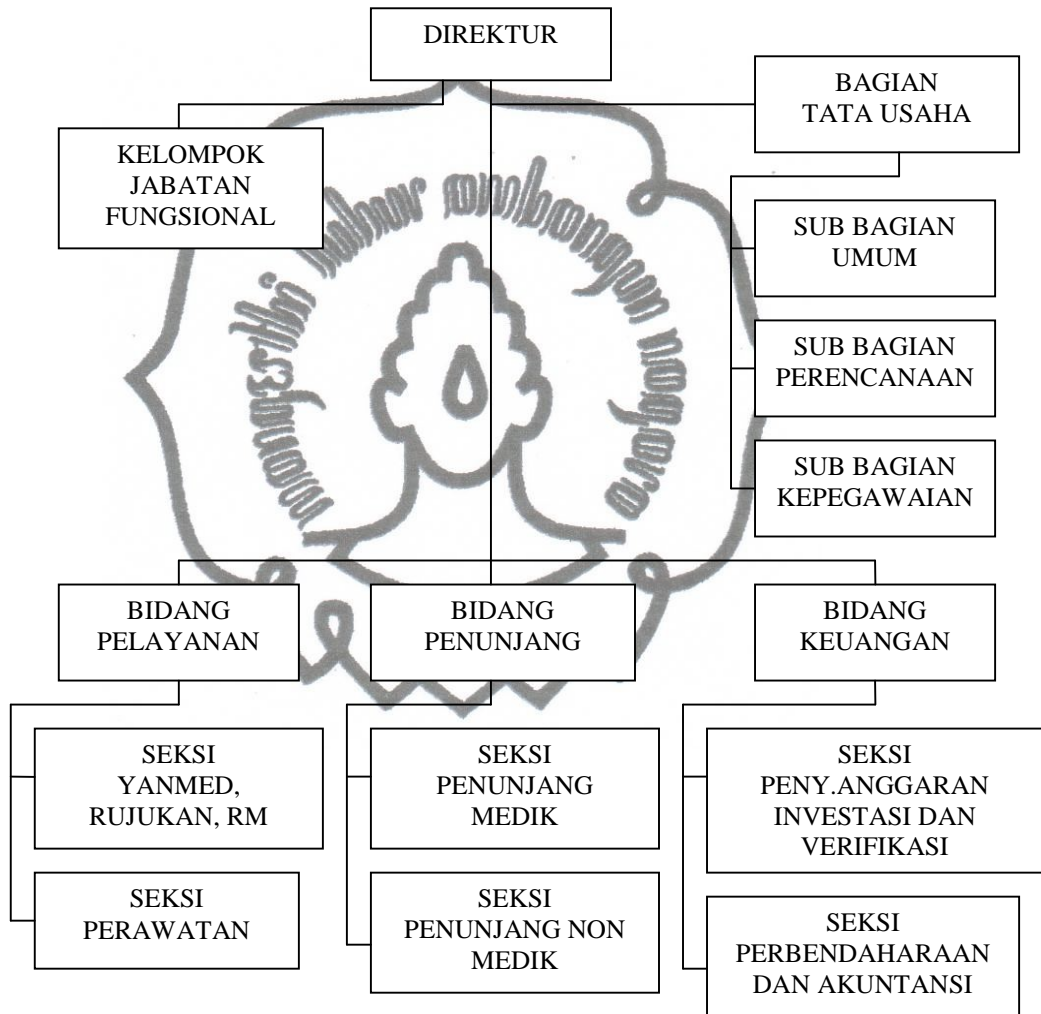 DIREKTUR
BAGIAN
TATA USAHA
KELOMPOK
JABATAN
FUNGSIONAL
SUB BAGIAN
UMUM
SUB BAGIAN
PERENCANAAN
SUB BAGIAN
KEPEGAWAIAN
BIDANG
PELAYANAN
BIDANG
PENUNJANG
BIDANG
KEUANGAN
SEKSI
YANMED,
RUJUKAN, RM
SEKSI
PENUNJANG
MEDIK
SEKSI
PENY.ANGGARAN
INVESTASI DAN
VERIFIKASI
SEKSI
PERAWATAN
SEKSI
PENUNJANG NON
MEDIK
SEKSI
PERBENDAHARAAN
DAN AKUNTANSI